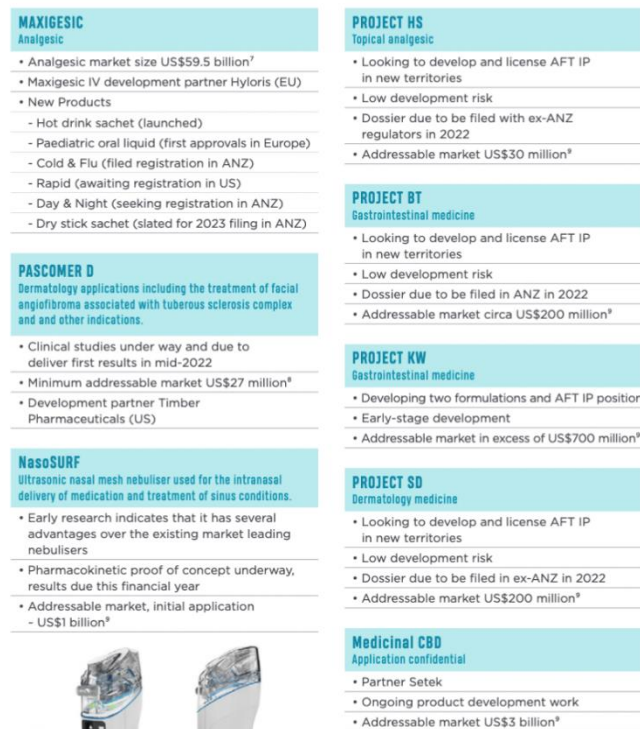 MAXIGESIC
Analgesic
• Analgesic market size US$59.5 billion⁷
• Maxigesic IV development partner Hyloris (EU)
• New Products
- Hot drink sachet (launched)
- Paediatric oral liquid (first approvals in Europe)
- Cold & Flu (filed registration in ANZ)
- Rapid (awaiting registration in US)
- Day & Night (seeking registration in ANZ)
- Dry stick sachet (slated for 2023 filing in ANZ)
PASCOMER D
Dermatology applications including the treatment of facial
angiofibroma associated with tuberous sclerosis complex
and and other indications.
• Clinical studies under way and due to
deliver first results in mid-2022
• Minimum addressable market US$27 million⁸
• Development partner Timber
Pharmaceuticals (US)
NasoSURF
Ultrasonic nasal mesh nebuliser used for the intranasal
delivery of medication and treatment of sinus conditions.
• Early research indicates that it has several
advantages over the existing market leading
nebulisers
• Pharmacokinetic proof of concept underway,
results due this financial year
• Addressable market, initial application
- US$1 billion⁹
PROJECT HS
Topical analgesic
• Looking to develop and license AFT IP
in new territories
• Low development risk
• Dossier due to be filed with ex-ANZ
regulators in 2022
• Addressable market US$30 million⁹
PROJECT BT
Gastrointestinal medicine
• Looking to develop and license AFT IP
in new territories
• Low development risk
• Dossier due to be filed in ANZ in 2022
• Addressable market circa US$200 million⁹
PROJECT KW
Gastrointestinal medicine
• Developing two formulations and AFT IP position
• Early-stage development
• Addressable market in excess of US$700 million⁹
PROJECT SD
Dermatology medicine
• Looking to develop and license AFT IP
in new territories
• Low development risk
• Dossier due to be filed in ex-ANZ in 2022
• Addressable market US$200 million⁹
Medicinal CBD
Application confidential
• Partner Setek
• Ongoing product development work
• Addressable market US$3 billion⁹